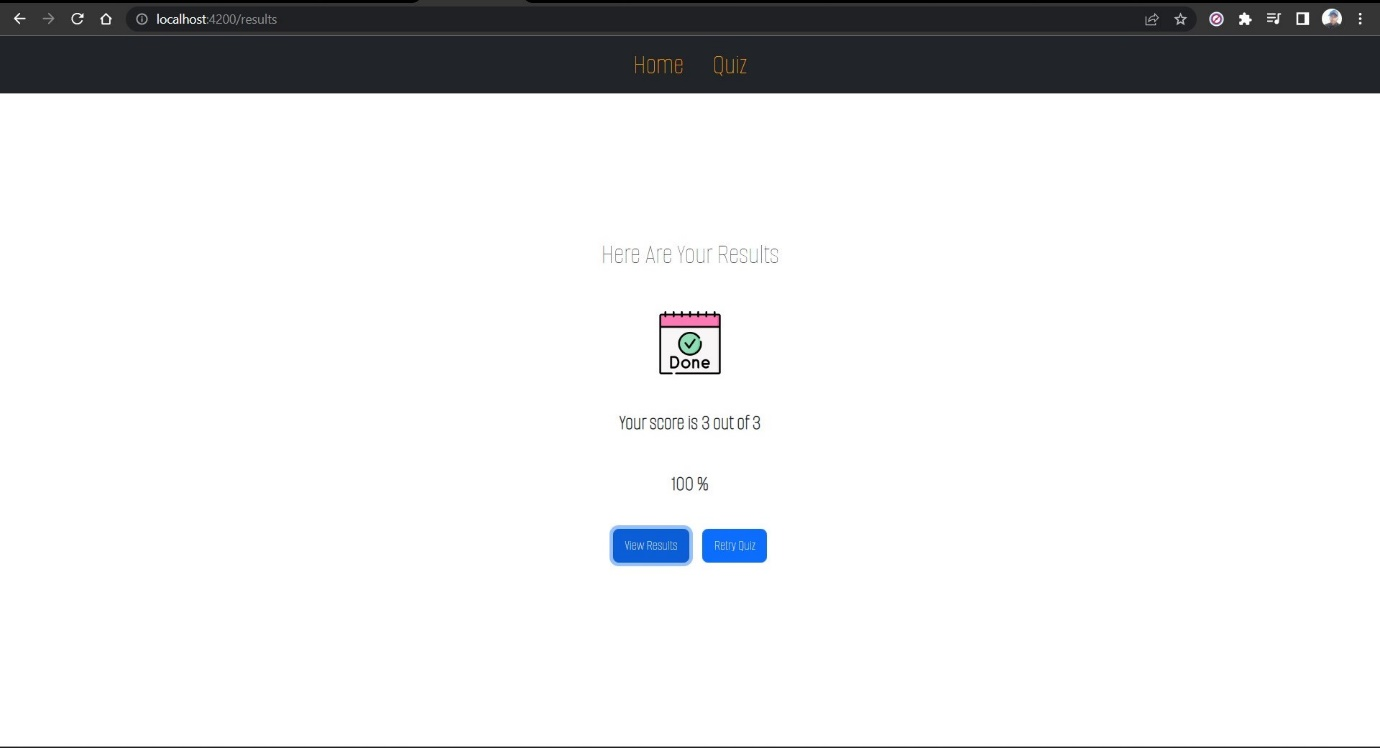 localhost:4200/results
Home Quiz
Here Are Your Results
Done
Your score is 3 out of 3
100 %
View Results Retry Quiz